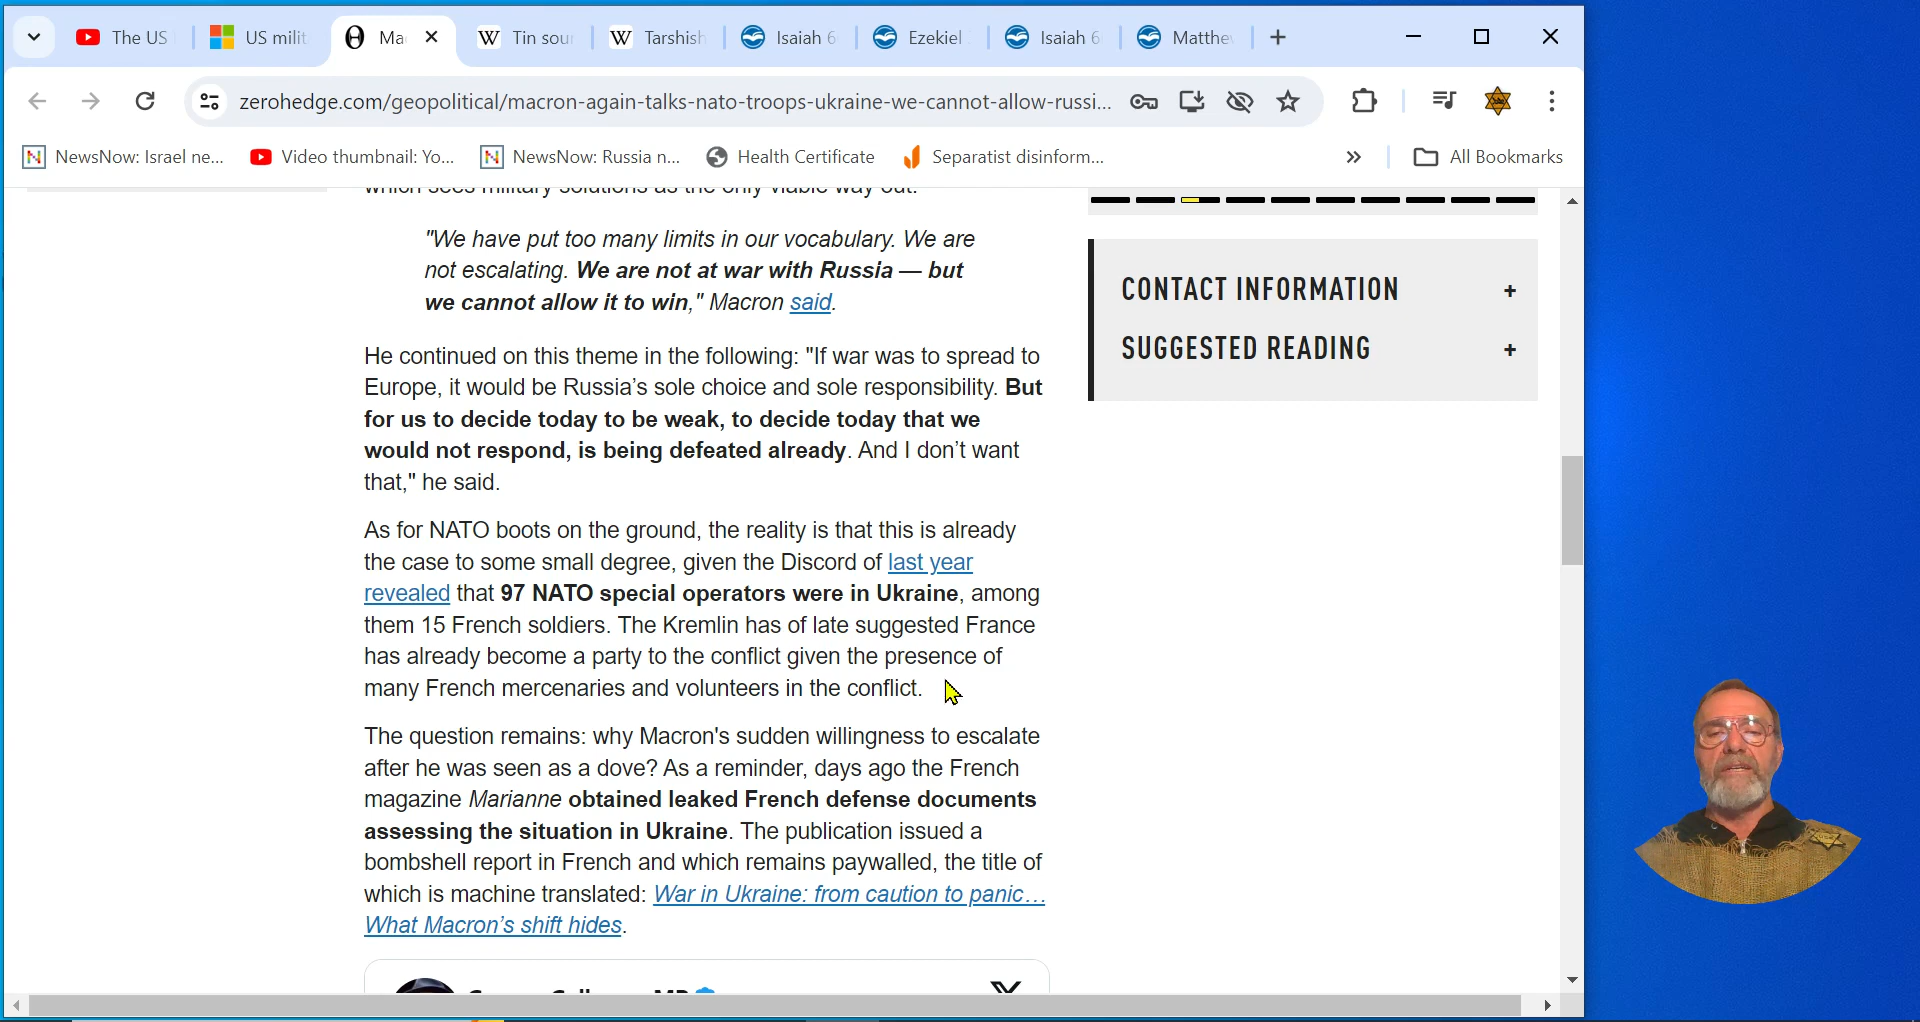 The US
US milit
Ma
Tin sour
Tarshish
Isaiah 6
Ezekiel
Isaiah 6
Matthew
zerohedge.com/geopolitical/macron-again-talks-nato-troops-ukraine-we-cannot-allow-russi...
NewsNow: Israel ne...
Video thumbnail: Yo...
NewsNow: Russia n...
Health Certificate
Separatist disinform...
All Bookmarks
which sees military solutions as the only viable way out.
"We have put too many limits in our vocabulary. We are
not escalating. We are not at war with Russia — but
we cannot allow it to win," Macron said.
He continued on this theme in the following: "If war was to spread to
Europe, it would be Russia’s sole choice and sole responsibility. But
for us to decide today to be weak, to decide today that we
would not respond, is being defeated already. And I don’t want
that," he said.
As for NATO boots on the ground, the reality is that this is already
the case to some small degree, given the Discord of last year
revealed that 97 NATO special operators were in Ukraine, among
them 15 French soldiers. The Kremlin has of late suggested France
has already become a party to the conflict given the presence of
many French mercenaries and volunteers in the conflict.
The question remains: why Macron's sudden willingness to escalate
after he was seen as a dove? As a reminder, days ago the French
magazine Marianne obtained leaked French defense documents
assessing the situation in Ukraine. The publication issued a
bombshell report in French and which remains paywalled, the title of
which is machine translated: War in Ukraine: from caution to panic…
What Macron’s shift hides.
CONTACT INFORMATION +
SUGGESTED READING +